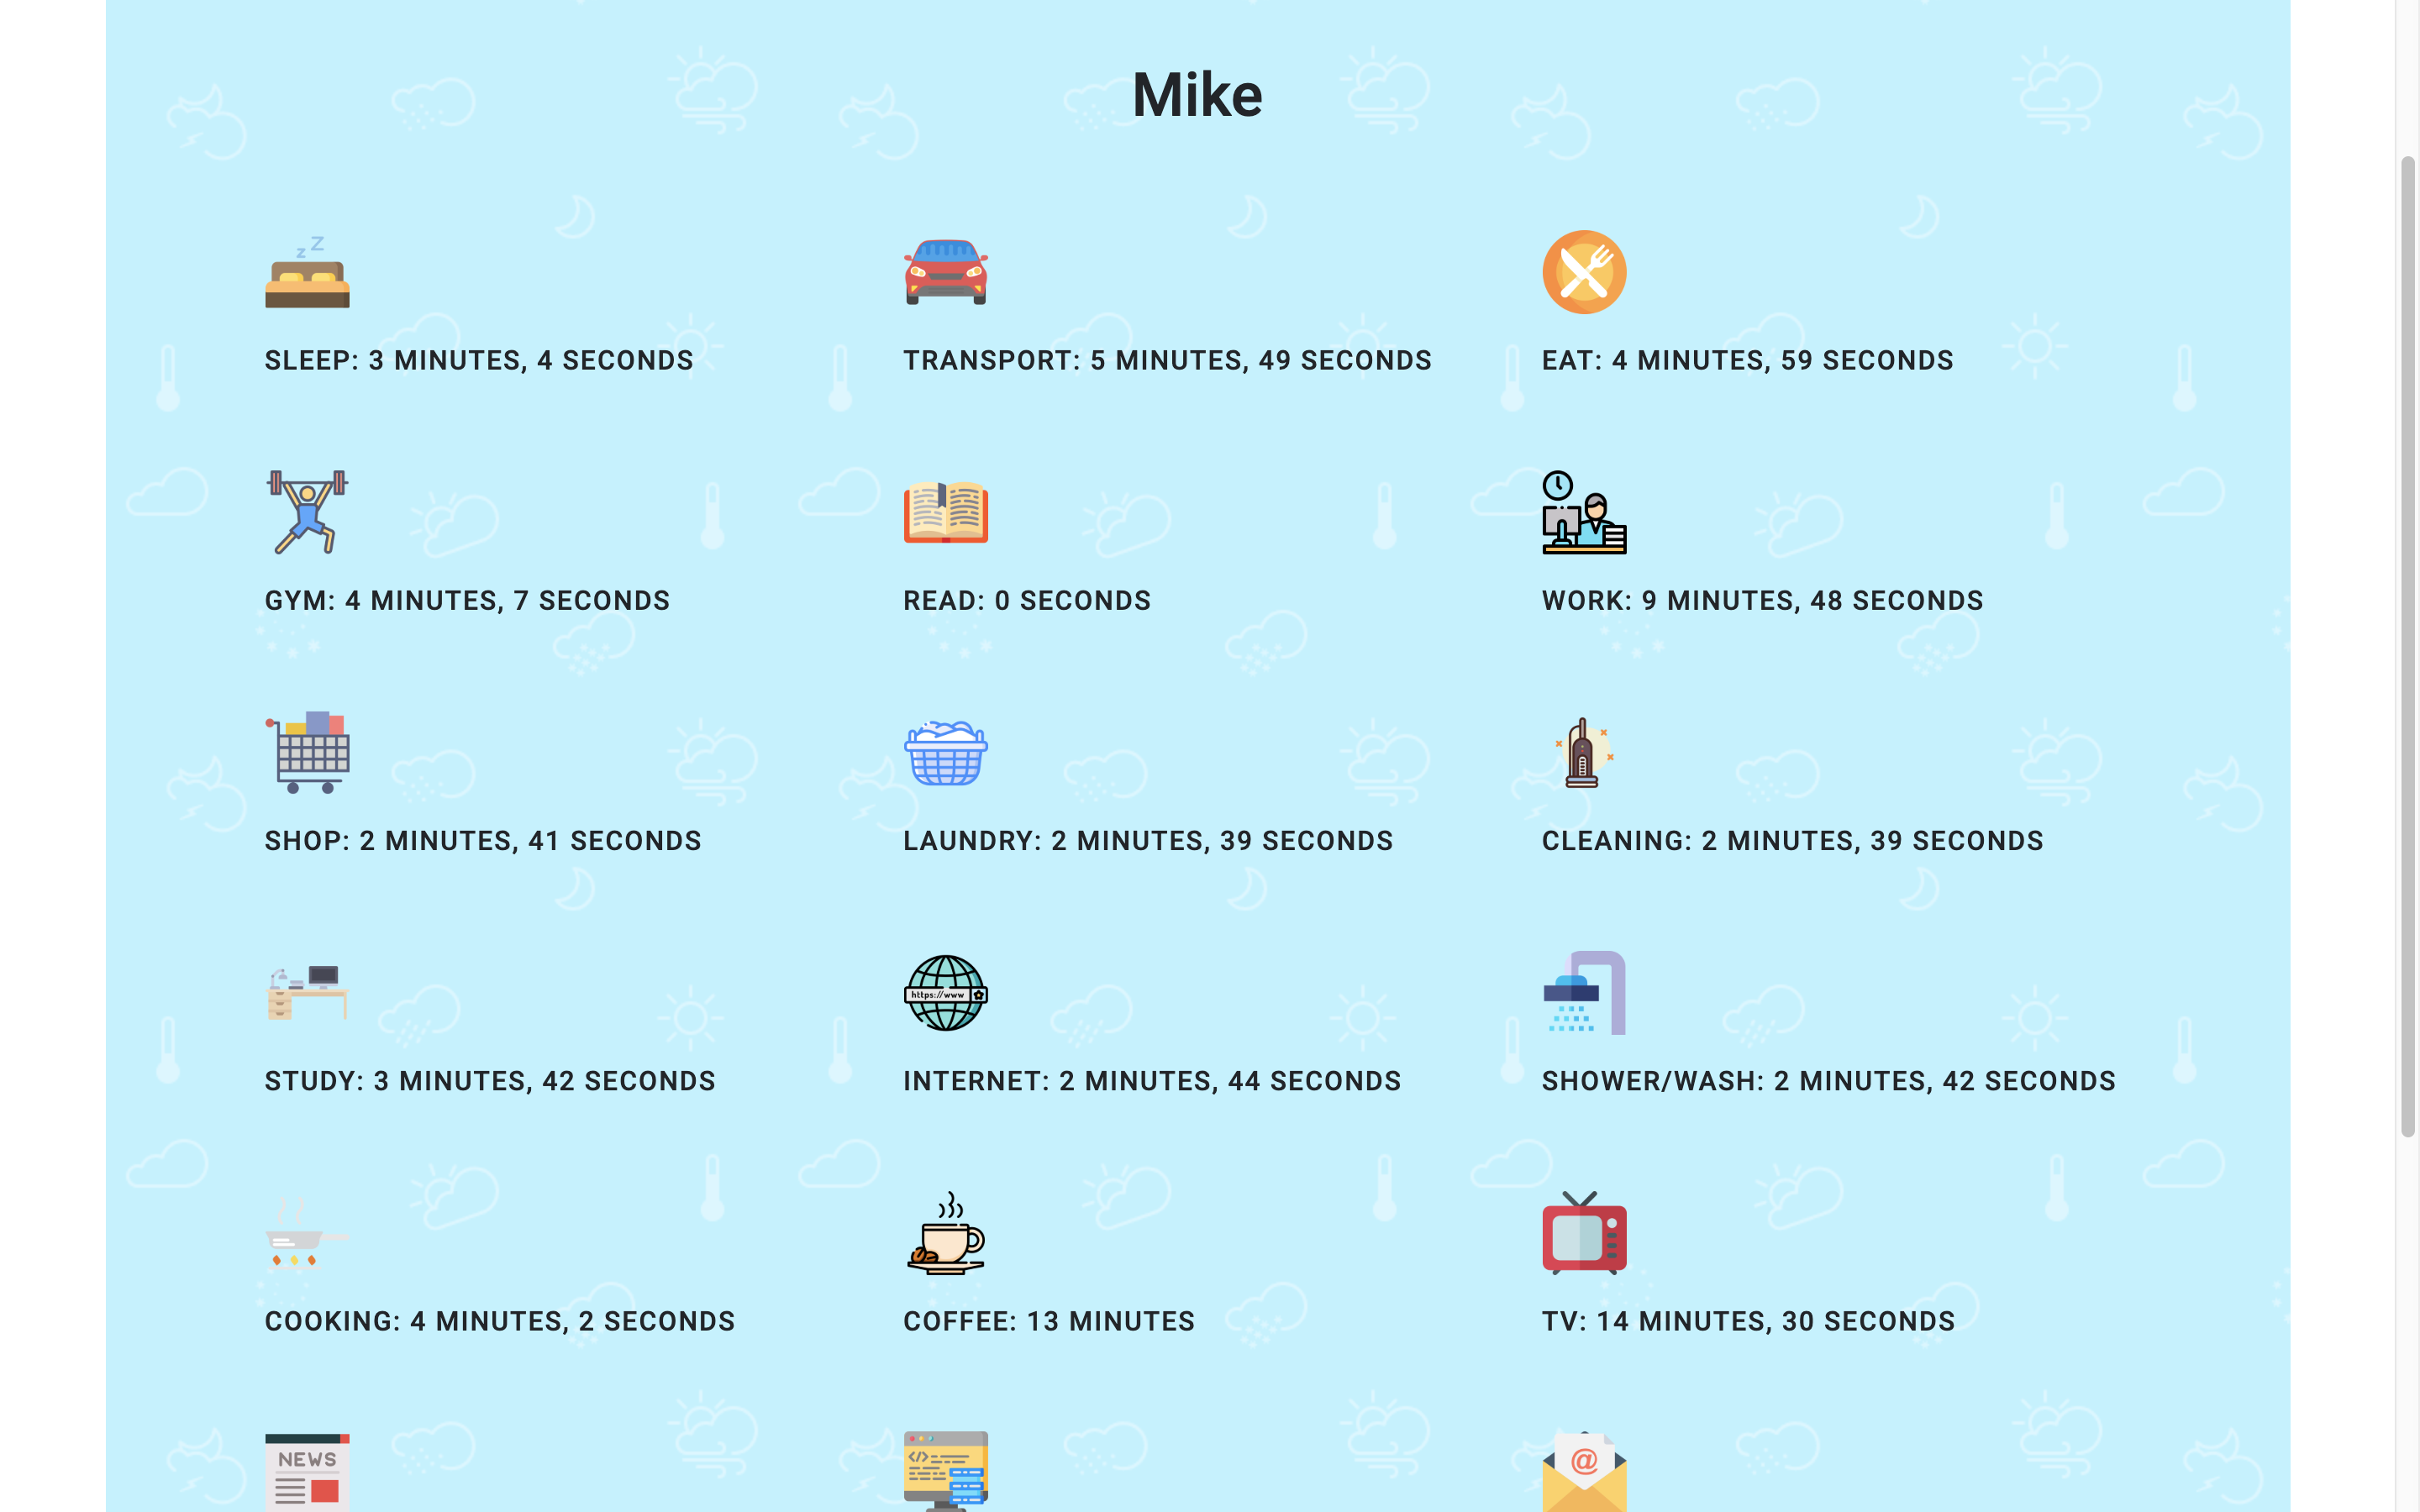 Mike
SLEEP: 3 MINUTES, 4 SECONDS
TRANSPORT: 5 MINUTES, 49 SECONDS
EAT: 4 MINUTES, 59 SECONDS
GYM: 4 MINUTES, 7 SECONDS
READ: 0 SECONDS
WORK: 9 MINUTES, 48 SECONDS
SHOP: 2 MINUTES, 41 SECONDS
LAUNDRY: 2 MINUTES, 39 SECONDS
CLEANING: 2 MINUTES, 39 SECONDS
https://www
STUDY: 3 MINUTES, 42 SECONDS
INTERNET: 2 MINUTES, 44 SECONDS
SHOWER/WASH: 2 MINUTES, 42 SECONDS
COOKING: 4 MINUTES, 2 SECONDS
COFFEE: 13 MINUTES
TV: 14 MINUTES, 30 SECONDS
NEWS
</> 
@